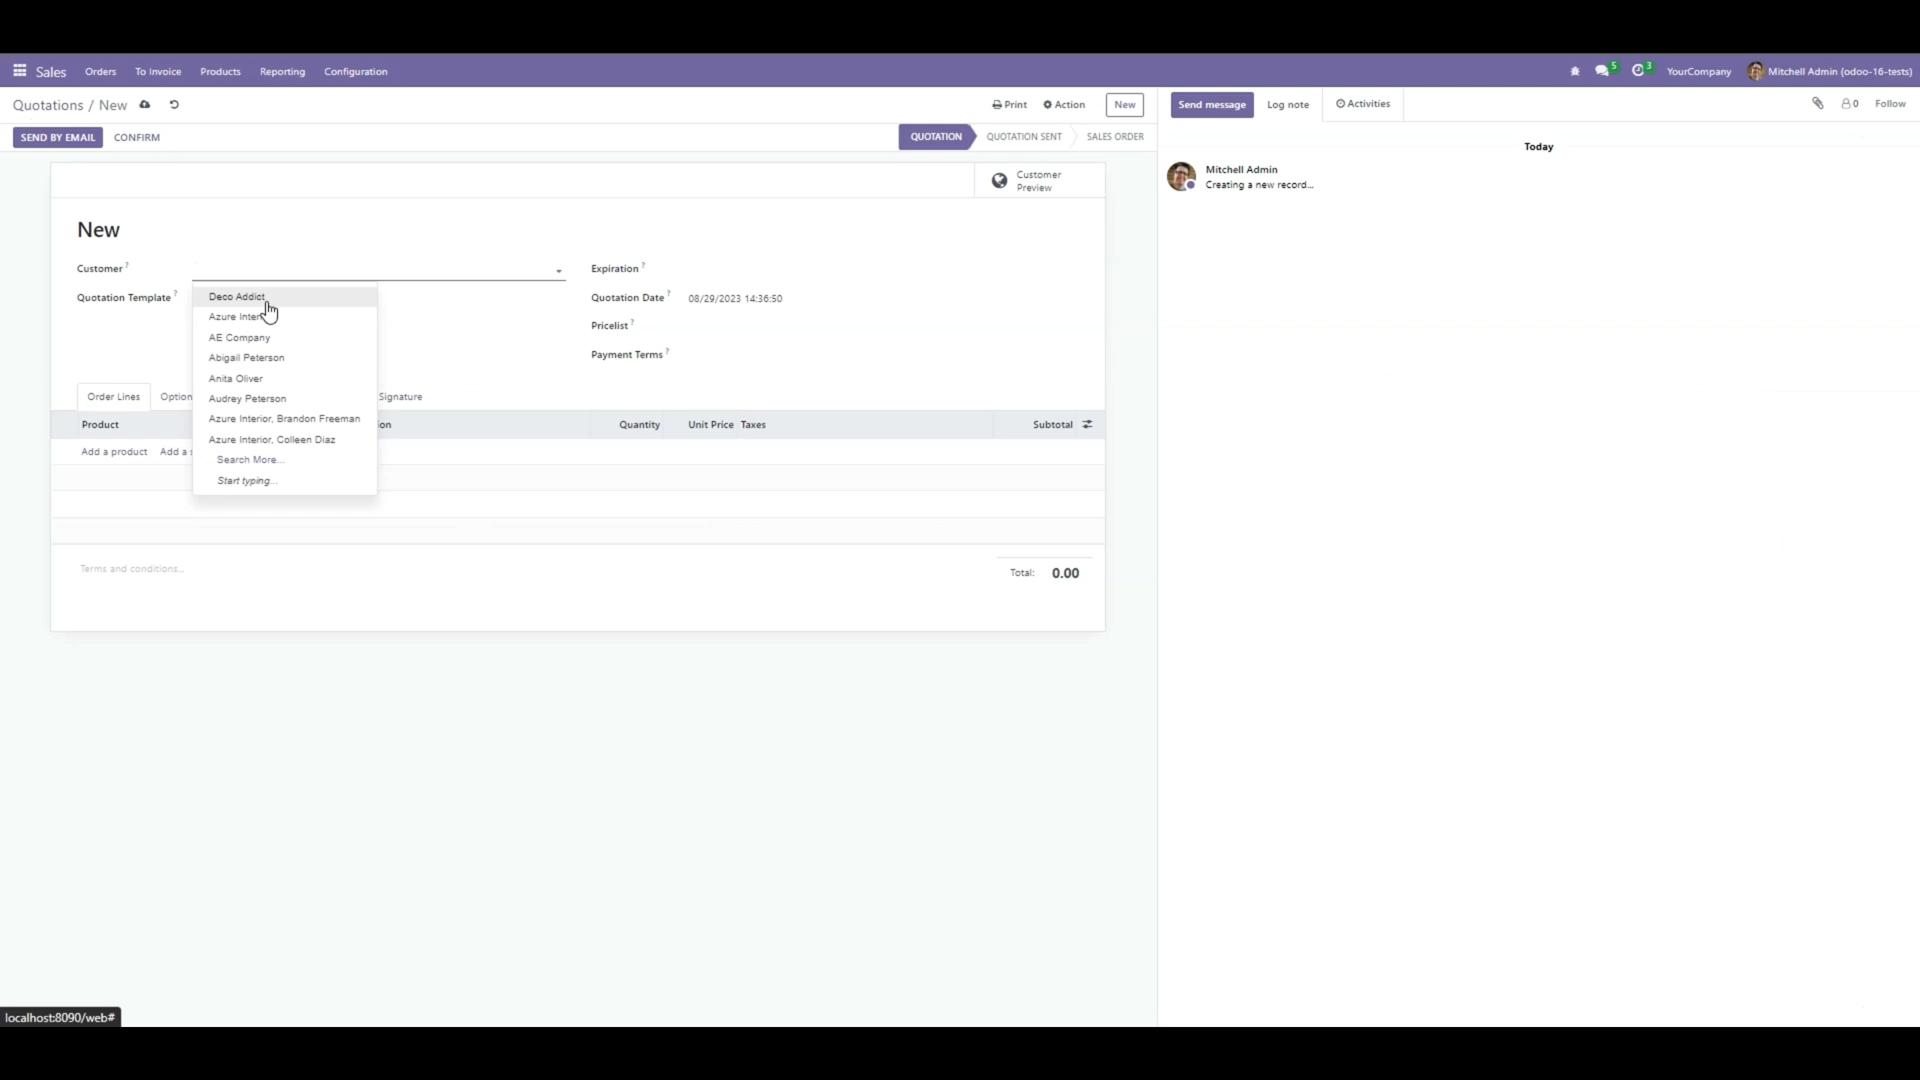 Sales Orders To Invoice Products Reporting Configuration 5 3 YourCompany Mitchell Admin (odoo-16-tests)
Quotations / New Print Action New Send message Log note Activities 0 Follow
SEND BY EMAIL CONFIRM QUOTATION QUOTATION SENT SALES ORDER
Today
Customer
Preview
Mitchell Admin
Creating a new record...
New
Customer ? Expiration ?
Quotation Template ? Quotation Date ? 08/29/2023 14:36:50
Pricelist ?
Payment Terms ?
Deco Addict
Azure
AE Company
Abigail Peterson
Anita Oliver
Audrey Peterson
Azure Interior, Brandon Freeman
Azure Interior, Colleen Diaz
Search More...
Start typing...
Order Lines Signature
Product Quantity Unit Price Taxes Subtotal
Add a product Add a
Terms and conditions...
Total: 0.00
localhost:8090/web#